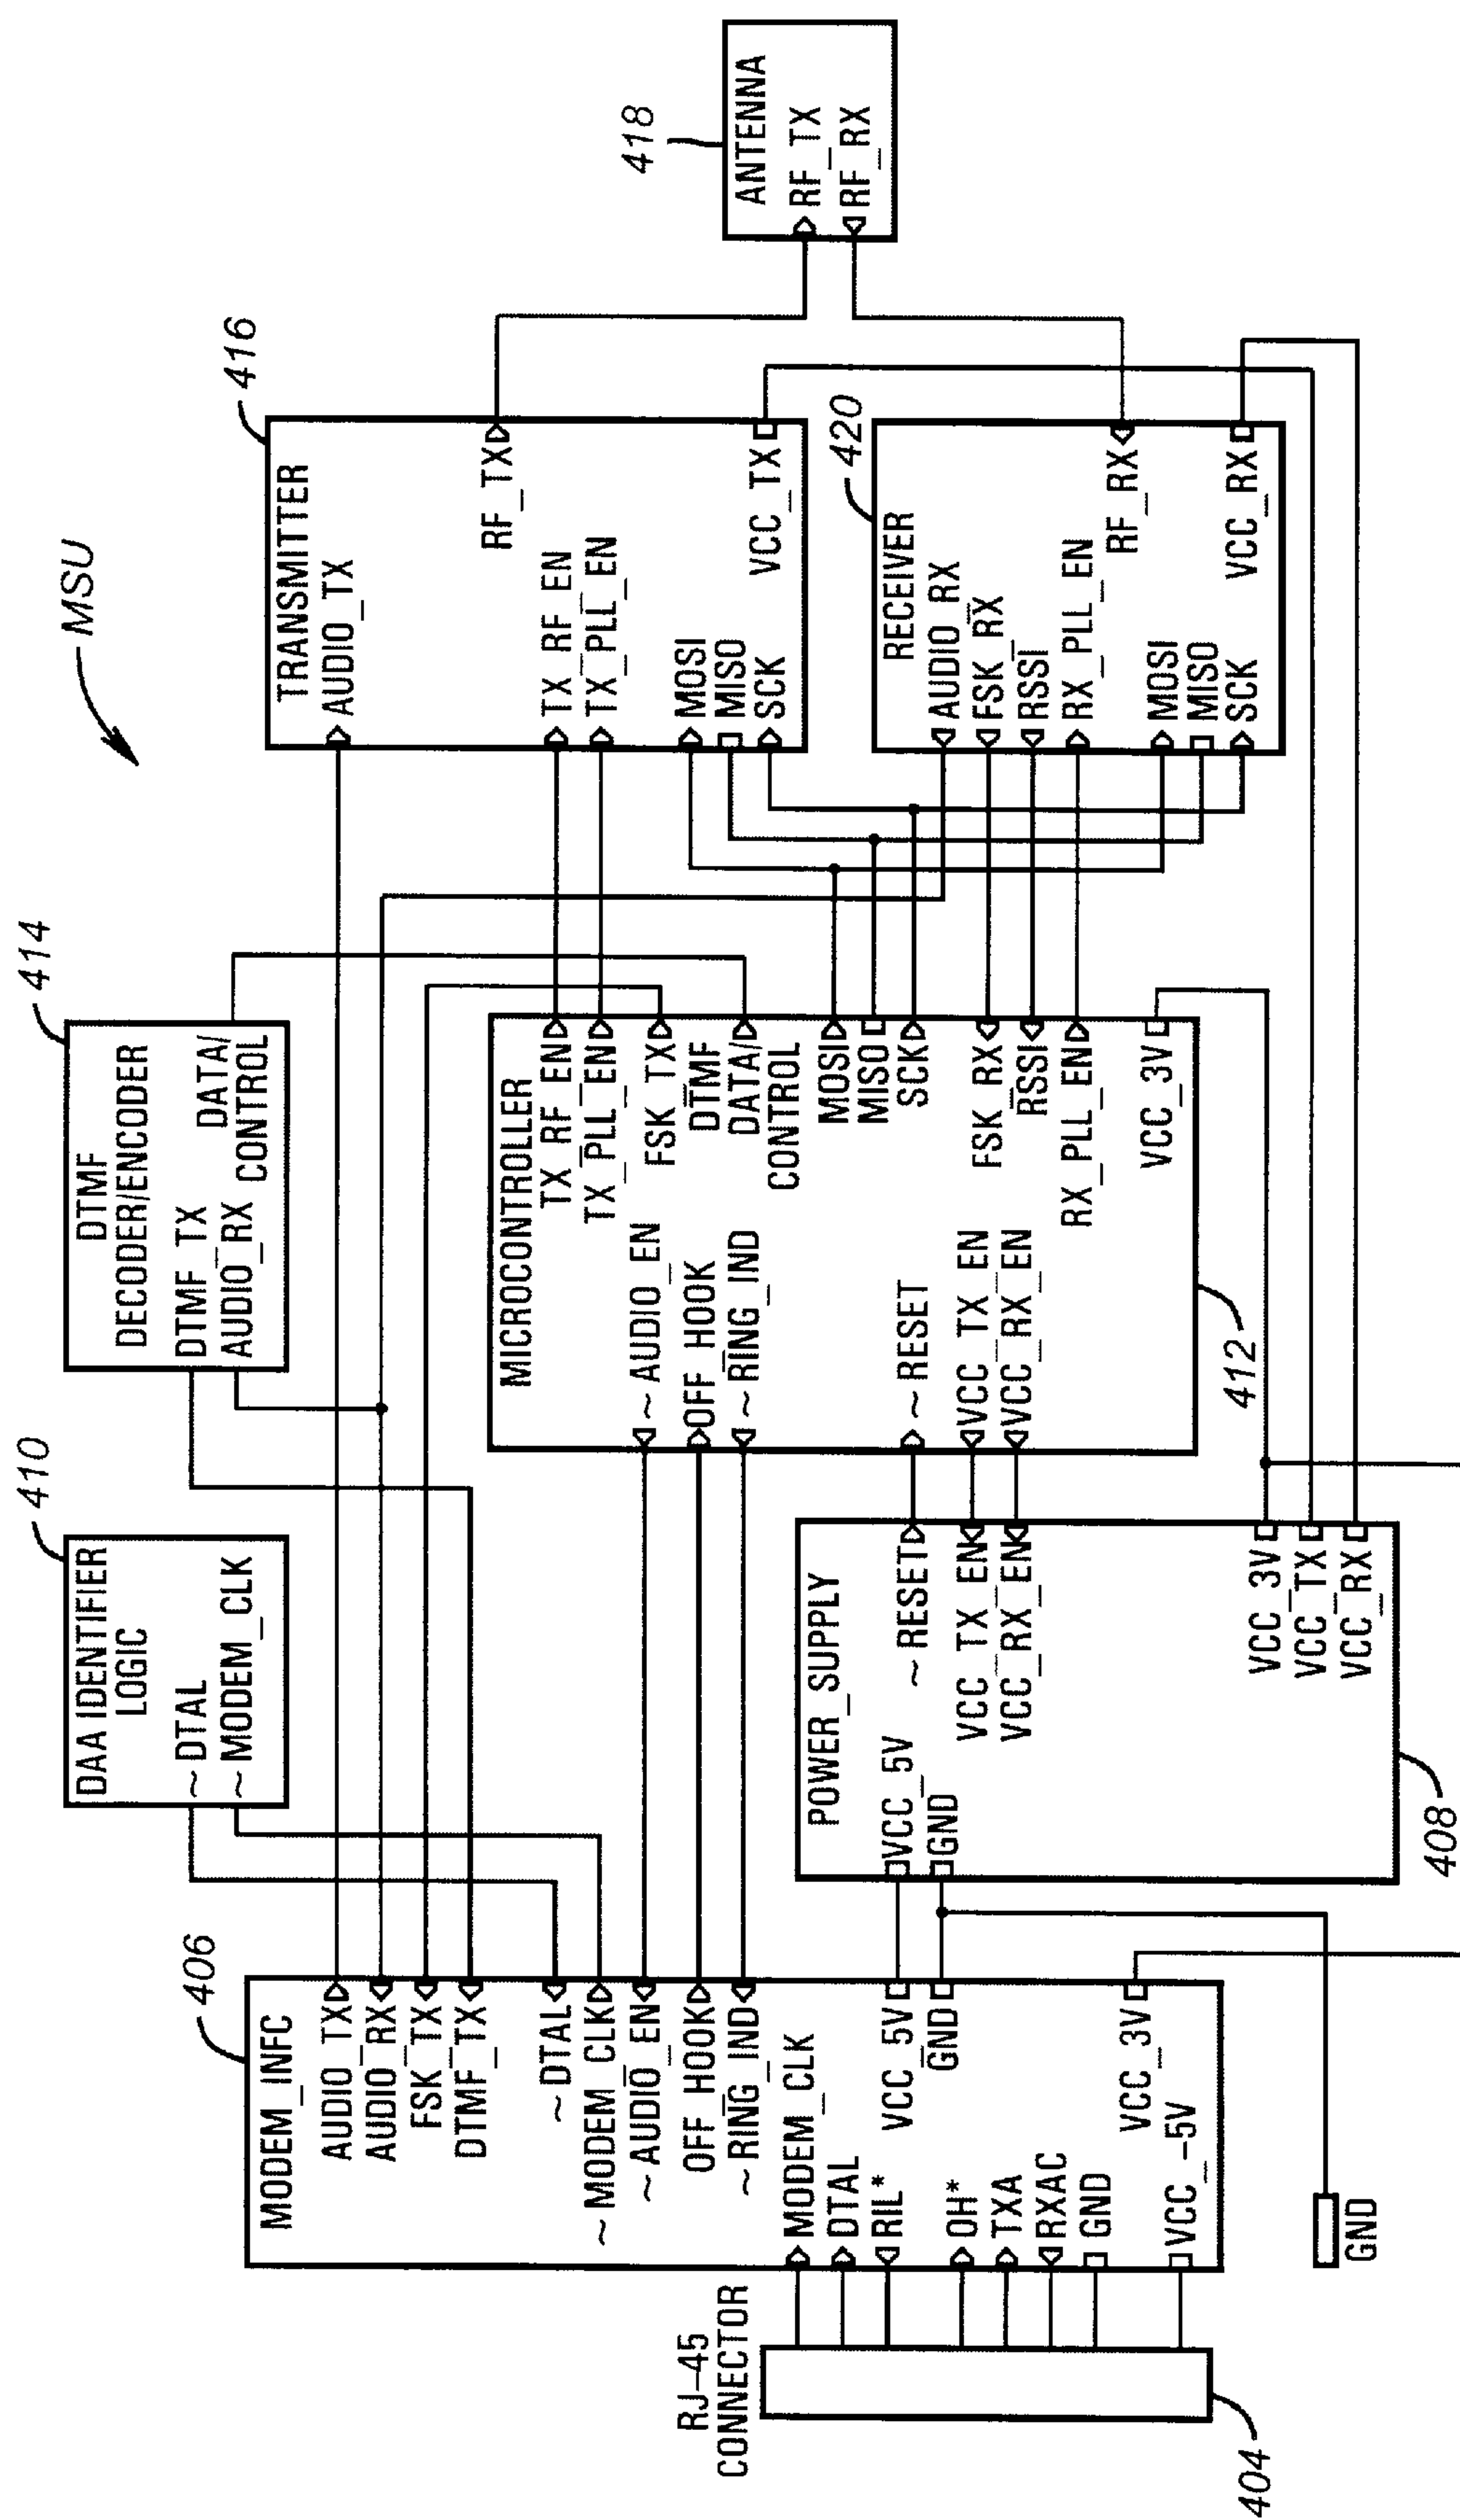 MSU
410
DAA IDENTIFIER
LOGIC
~DTAL
~MODEM_CLK
414
DTMF
DECODER/ENCODER
DTMF_TX
AUDIO_RX
DATA/
CONTROL
406
MODEM_INFC
AUDIO_TX
AUDIO_RX
FSK_TX
DTMF_TX
~DTAL
~MODEM_CLK
~AUDIO_EN
OFF_HOOK
~RING_IND
MODEM_CLK
DTAL
RIL*
OH*
TXA
RXAC
GND
VCC_-5V
VCC_5V
GND
VCC_3V
RJ-45
CONNECTOR
404
GND
POWER_SUPPLY
VCC_5V
GND
~RESET
VCC_TX_EN
VCC_RX_EN
VCC_3V
VCC_TX
VCC_RX
408
MICROCONTROLLER
~AUDIO_EN
OFF_HOOK
~RING_IND
~RESET
VCC_TX_EN
VCC_RX_EN
TX_RF_EN
TX_PLL_EN
FSK_TX
DTMF
DATA/
CONTROL
MOSI
MISO
SCK
FSK_RX
RSSI
RX_PLL_EN
VCC_3V
412
416
TRANSMITTER
AUDIO_TX
RF_TX
TX_RF_EN
TX_PLL_EN
MOSI
MISO
SCK
VCC_TX
420
RECEIVER
AUDIO_RX
FSK_RX
RSSI
RX_PLL_EN
RF_RX
MOSI
MISO
SCK
VCC_RX
418
ANTENNA
RF_TX
RF_RX